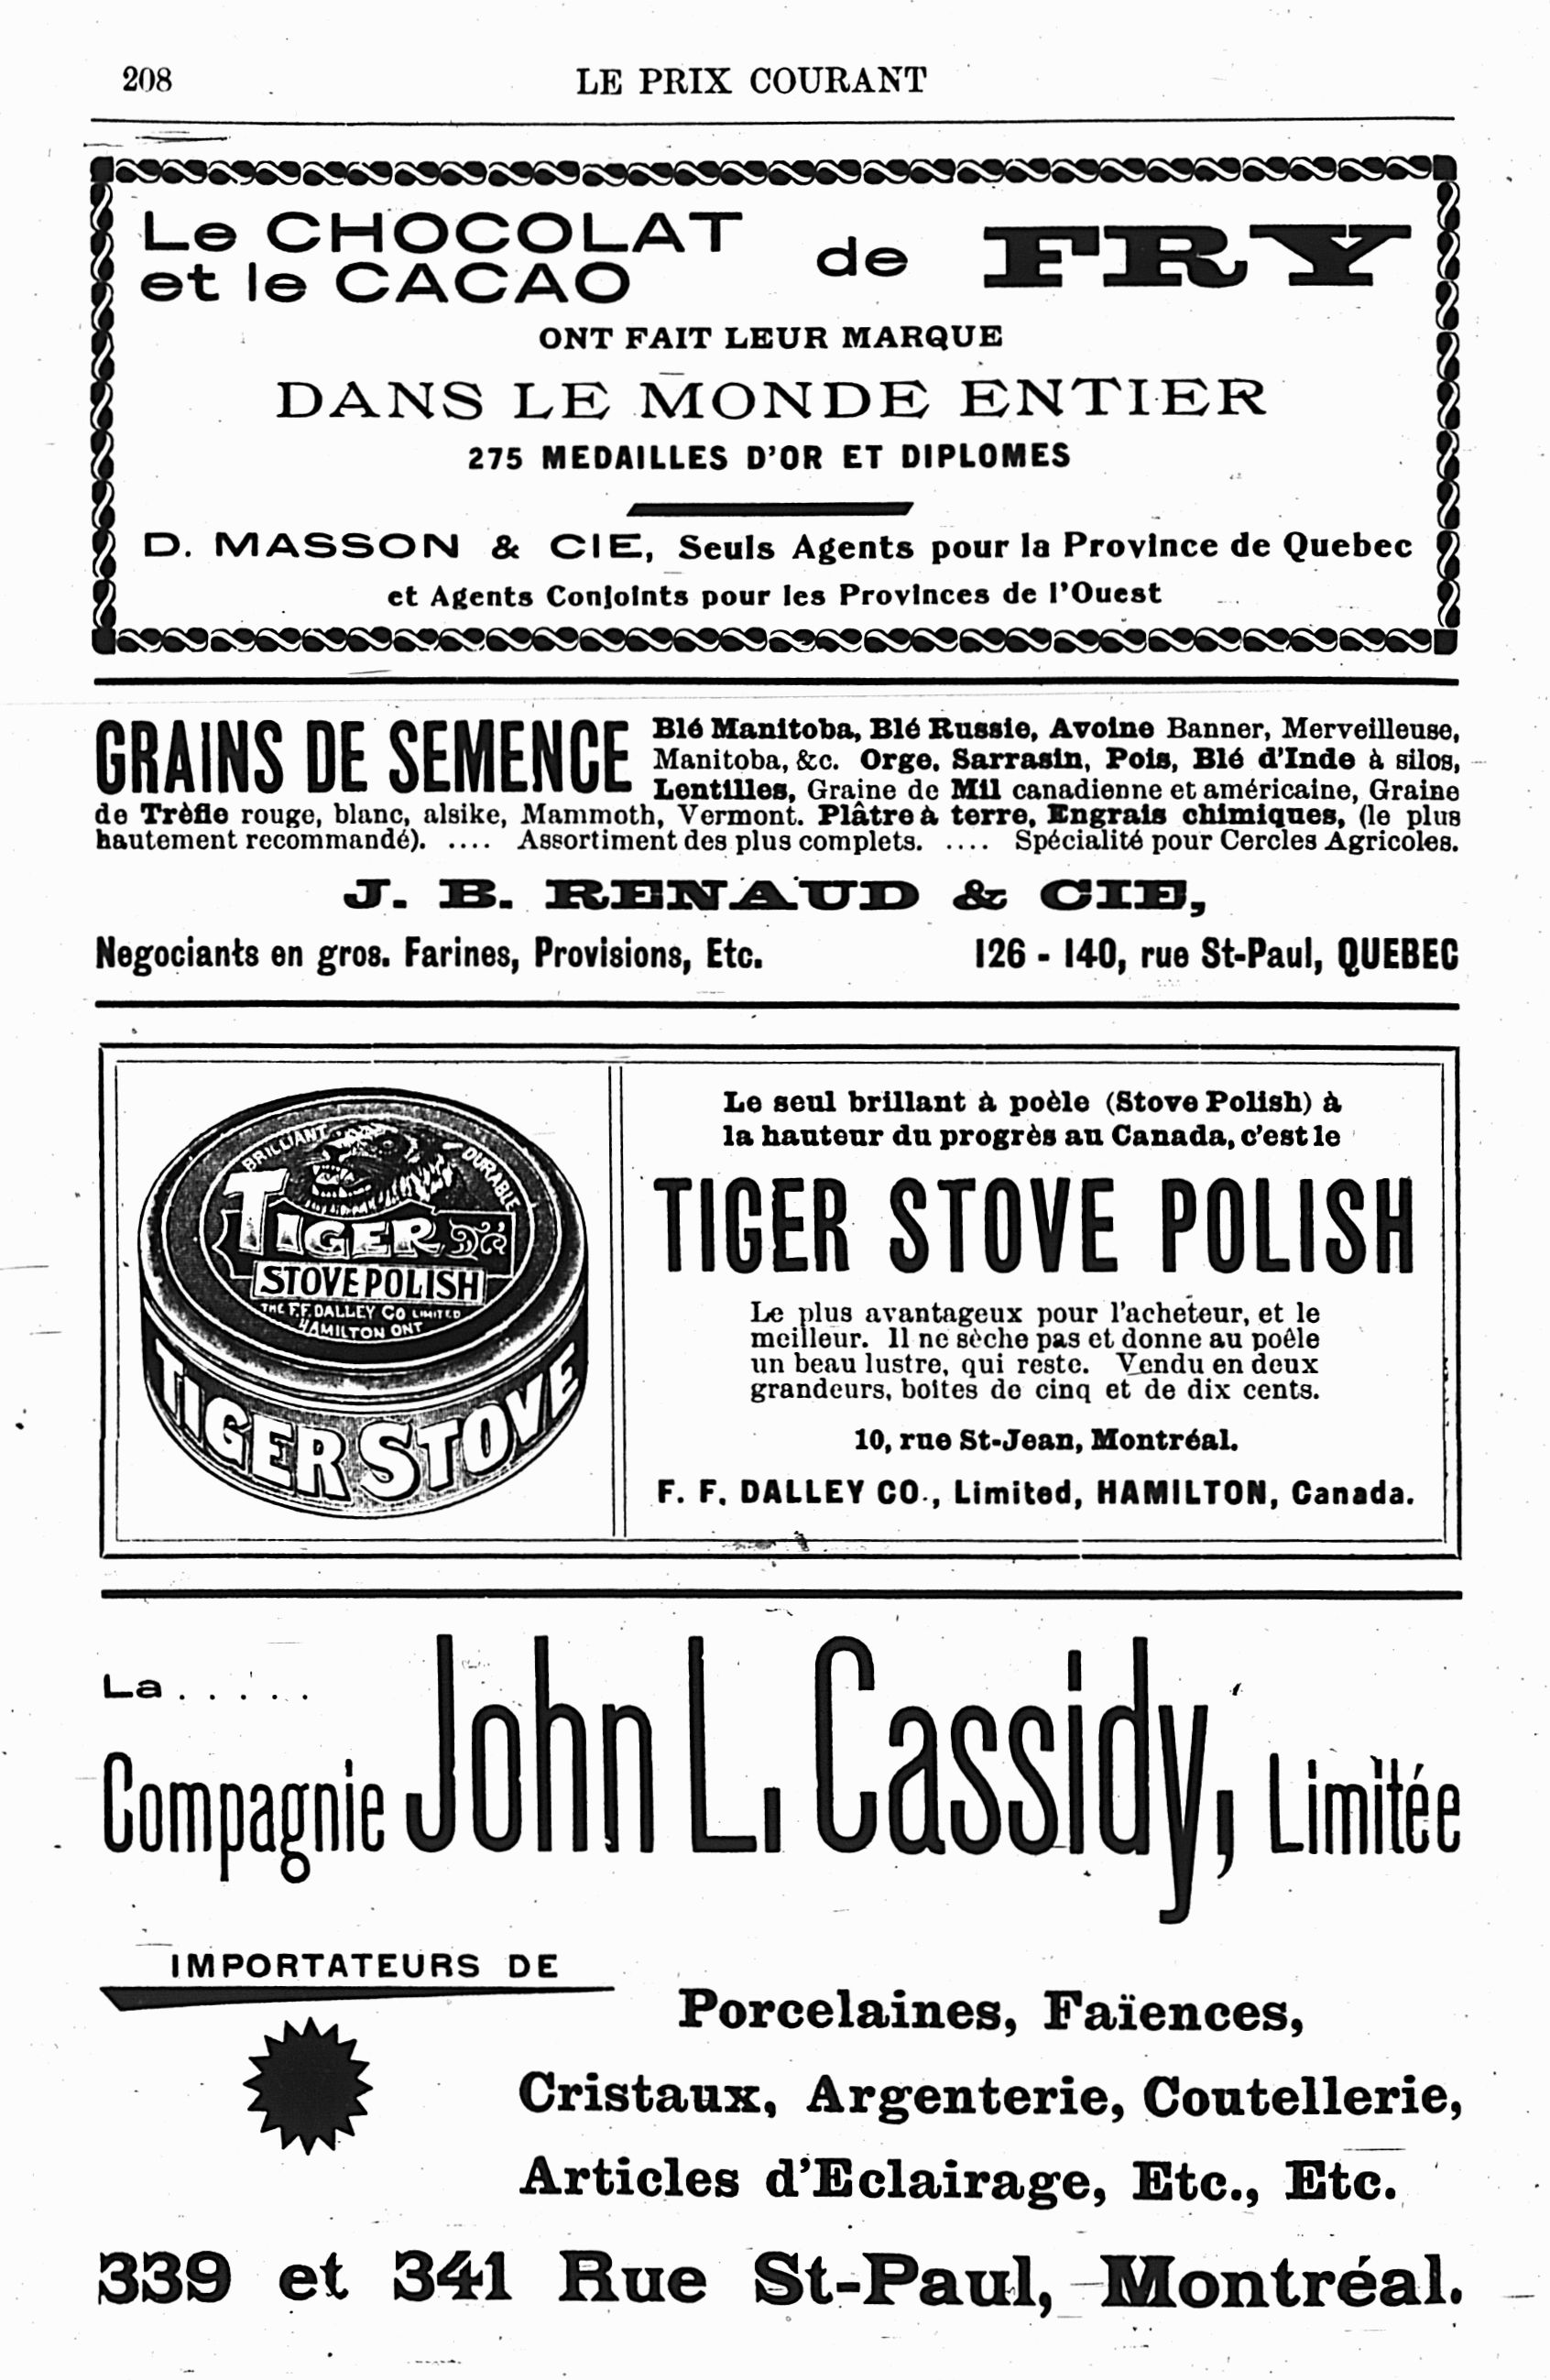 208
LE PRIX COURANT
Le CHOCOLAT
et le CACAO
de FRY
ONT FAIT LEUR MARQUE
DANS LE MONDE ENTIER
275 MEDAILLES D'OR ET DIPLOMES
D. MASSON & CIE, Seuls Agents pour la Province de Quebec
et Agents Conjoints pour les Provinces de l'Ouest
GRAINS DE SEMENCE
Blé Manitoba, Blé Russie, Avoine Banner, Merveilleuse,
Manitoba, &c. Orge, Sarrasin, Pois, Blé d'Inde à silos,
Lentilles, Graine de Mil canadienne et américaine, Graine
de Trèfle rouge, blanc, alsike, Mammoth, Vermont. Plâtre à terre, Engrais chimiques, (le plus
hautement recommandé). .... Assortiment des plus complets. .... Spécialité pour Cercles Agricoles.
J. B. RENAUD & CIE,
Negociants en gros. Farines, Provisions, Etc.
126 - 140, rue St-Paul, QUEBEC
BRILLIANT
DURABLE
TIGER
STOVE POLISH
THE F.F. DALLEY CO LIMITED
HAMILTON ONT
TIGER STOVE
Le seul brillant à poèle (Stove Polish) à
la hauteur du progrès au Canada, c'est le
TIGER STOVE POLISH
Le plus avantageux pour l'acheteur, et le
meilleur. Il ne sèche pas et donne au poêle
un beau lustre, qui reste. Vendu en deux
grandeurs, boites de cinq et de dix cents.
10, rue St-Jean, Montréal.
F. F. DALLEY CO., Limited, HAMILTON, Canada.
La . . . . .
Compagnie John L. Cassidy, Limitée
IMPORTATEURS DE
Porcelaines, Faïences,
Cristaux, Argenterie, Coutellerie,
Articles d'Eclairage, Etc., Etc.
339 et 341 Rue St-Paul, Montréal.